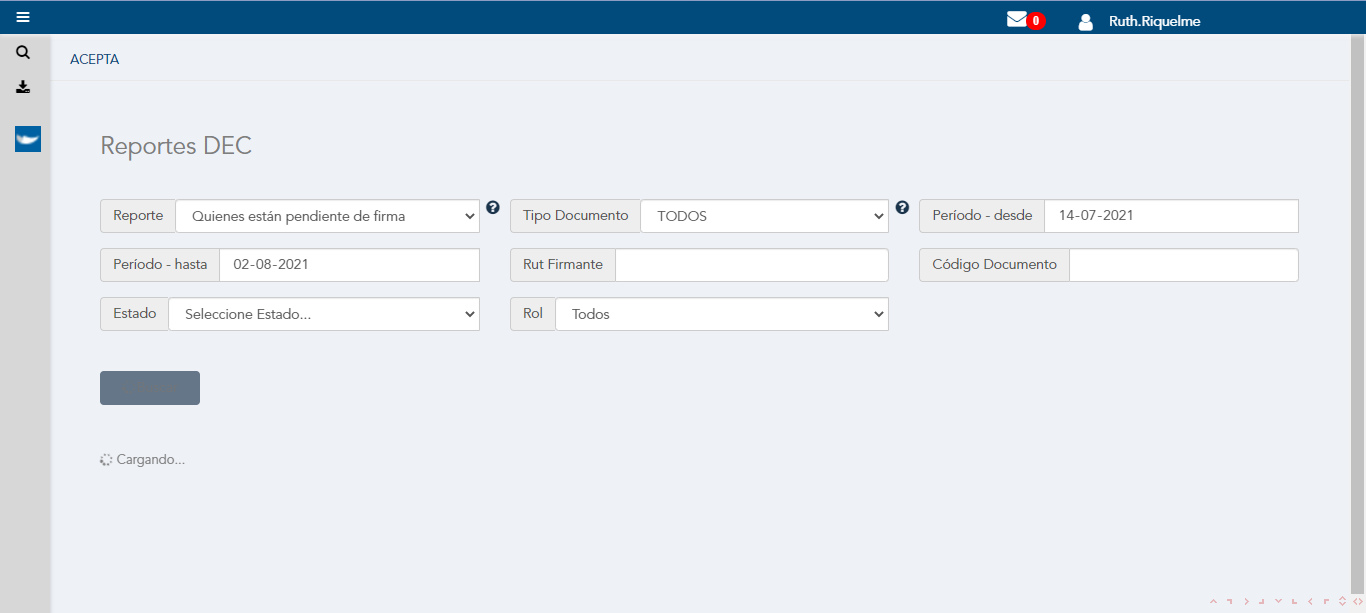 0 Ruth.Riquelme
ACEPTA
Reportes DEC
Reporte Quienes están pendiente de firma Tipo Documento TODOS Período - desde 14-07-2021
Período - hasta 02-08-2021 Rut Firmante Código Documento
Estado Seleccione Estado... Rol Todos
Cargando...